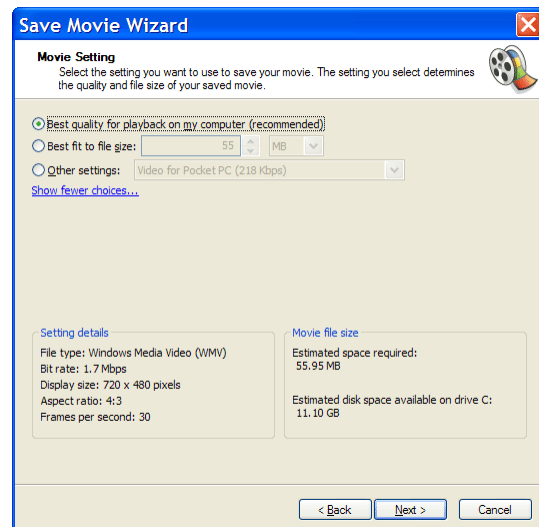 Save Movie Wizard
Movie Setting
Select the setting you want to use to save your movie. The setting you select determines
the quality and file size of your saved movie.
Best quality for playback on my computer (recommended)
Best fit to file size: 55 MB
Other settings: Video for Pocket PC (218 Kbps)
Show fewer choices...
Setting details
File type: Windows Media Video (WMV)
Bit rate: 1.7 Mbps
Display size: 720 x 480 pixels
Aspect ratio: 4:3
Frames per second: 30
Movie file size
Estimated space required:
55.95 MB
Estimated disk space available on drive C:
11.10 GB
< Back Next > Cancel